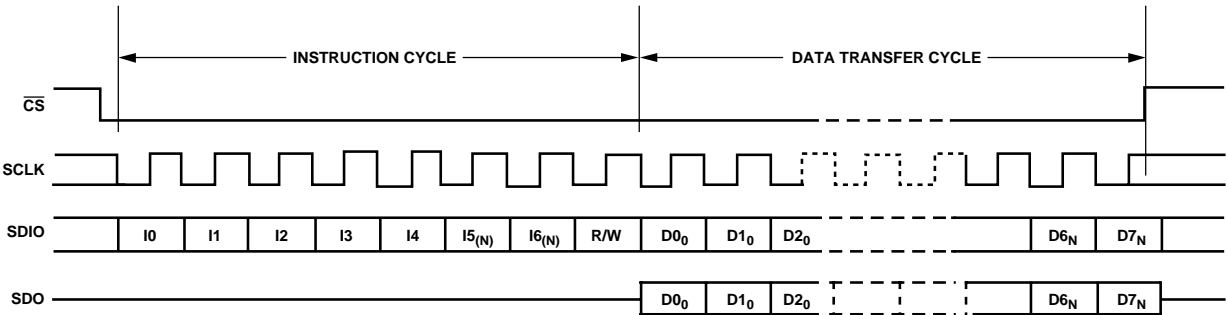 INSTRUCTION CYCLE DATA TRANSFER CYCLE
CS
SCLK
SDIO I0 I1 I2 I3 I4 I5(N) I6(N) R/W D00 D10 D20 D6N D7N
SDO D00 D10 D20 D6N D7N